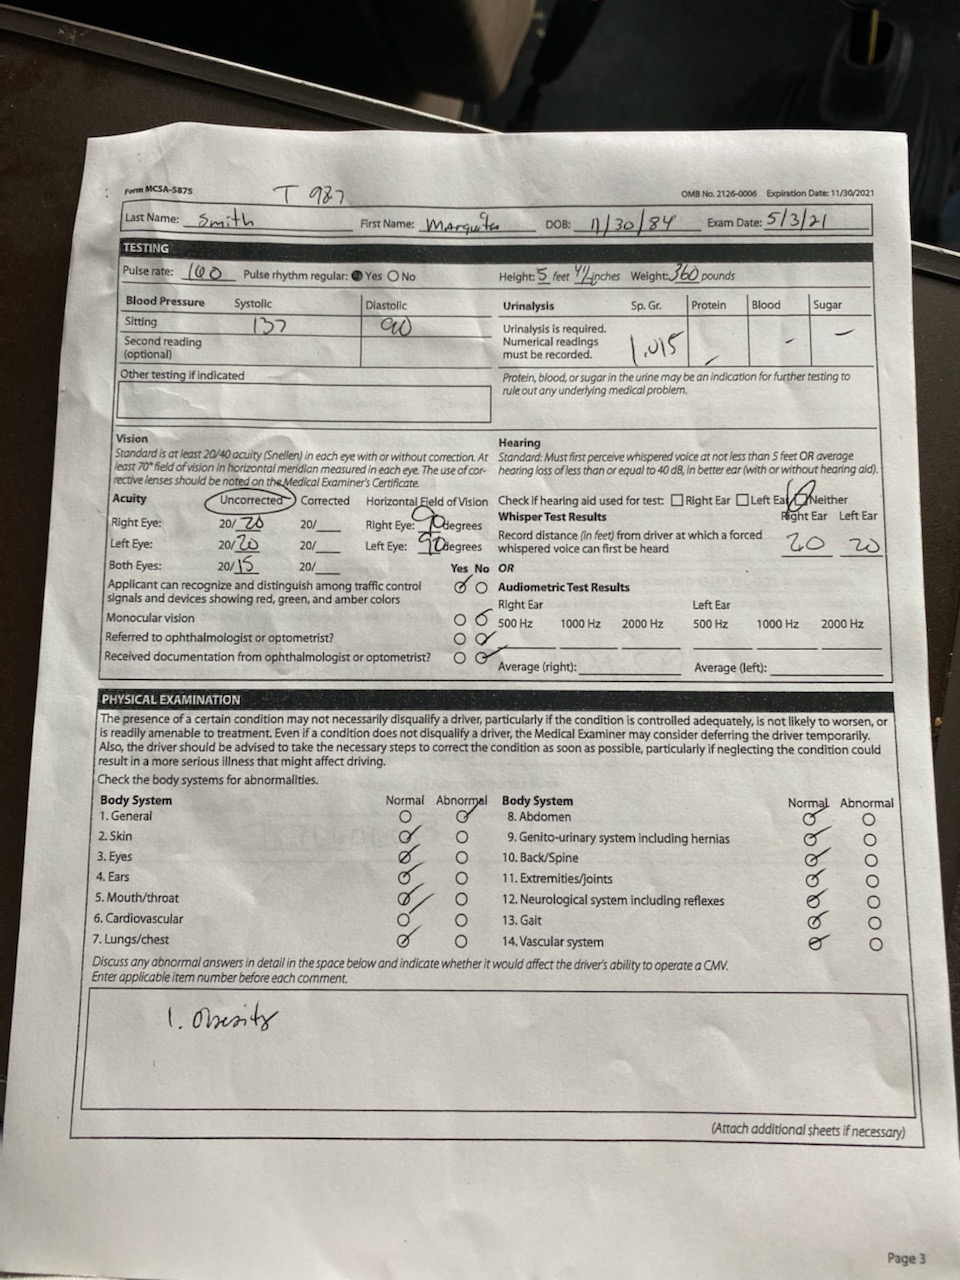 Form MCSA-5875 T 987 OMB No. 2126-0006 Expiration Date: 11/30/2021
Last Name: Smith First Name: Marquita DOB: 11/30/84 Exam Date: 5/3/21
TESTING
Pulse rate: 100 Pulse rhythm regular: Yes No Height: 5 feet 4 1/2 inches Weight: 360 pounds
Blood Pressure Systolic Diastolic Urinalysis Sp. Gr. Protein Blood Sugar
Sitting 137 90 Urinalysis is required. Numerical readings must be recorded. 1.015 - - -
Second reading (optional)
Other testing if indicated
Protein, blood, or sugar in the urine may be an indication for further testing to
rule out any underlying medical problem.
Vision
Standard is at least 20/40 acuity (Snellen) in each eye with or without correction. At
least 70° field of vision in horizontal meridian measured in each eye. The use of cor-
rective lenses should be noted on the Medical Examiner's Certificate.
Acuity Uncorrected Corrected Horizontal Field of Vision
Right Eye: 20/20 20/ Right Eye: 90 degrees
Left Eye: 20/20 20/ Left Eye: 90 degrees
Both Eyes: 20/15 20/
Yes No
Applicant can recognize and distinguish among traffic control
signals and devices showing red, green, and amber colors
Monocular vision
Referred to ophthalmologist or optometrist?
Received documentation from ophthalmologist or optometrist?
Hearing
Standard: Must first perceive whispered voice at not less than 5 feet OR average
hearing loss of less than or equal to 40 dB, in better ear (with or without hearing aid).
Check if hearing aid used for test: Right Ear Left Ear Neither
Whisper Test Results Right Ear Left Ear
Record distance (in feet) from driver at which a forced
whispered voice can first be heard 20 20
OR
Audiometric Test Results
Right Ear Left Ear
500 Hz 1000 Hz 2000 Hz 500 Hz 1000 Hz 2000 Hz
Average (right): Average (left):
PHYSICAL EXAMINATION
The presence of a certain condition may not necessarily disqualify a driver, particularly if the condition is controlled adequately, is not likely to worsen, or
is readily amenable to treatment. Even if a condition does not disqualify a driver, the Medical Examiner may consider deferring the driver temporarily.
Also, the driver should be advised to take the necessary steps to correct the condition as soon as possible, particularly if neglecting the condition could
result in a more serious illness that might affect driving.
Check the body systems for abnormalities.
Body System Normal Abnormal Body System Normal Abnormal
1. General 8. Abdomen
2. Skin 9. Genito-urinary system including hernias
3. Eyes 10. Back/Spine
4. Ears 11. Extremities/joints
5. Mouth/throat 12. Neurological system including reflexes
6. Cardiovascular 13. Gait
7. Lungs/chest 14. Vascular system
Discuss any abnormal answers in detail in the space below and indicate whether it would affect the driver's ability to operate a CMV.
Enter applicable item number before each comment.
1. Obesity
(Attach additional sheets if necessary)
Page 3